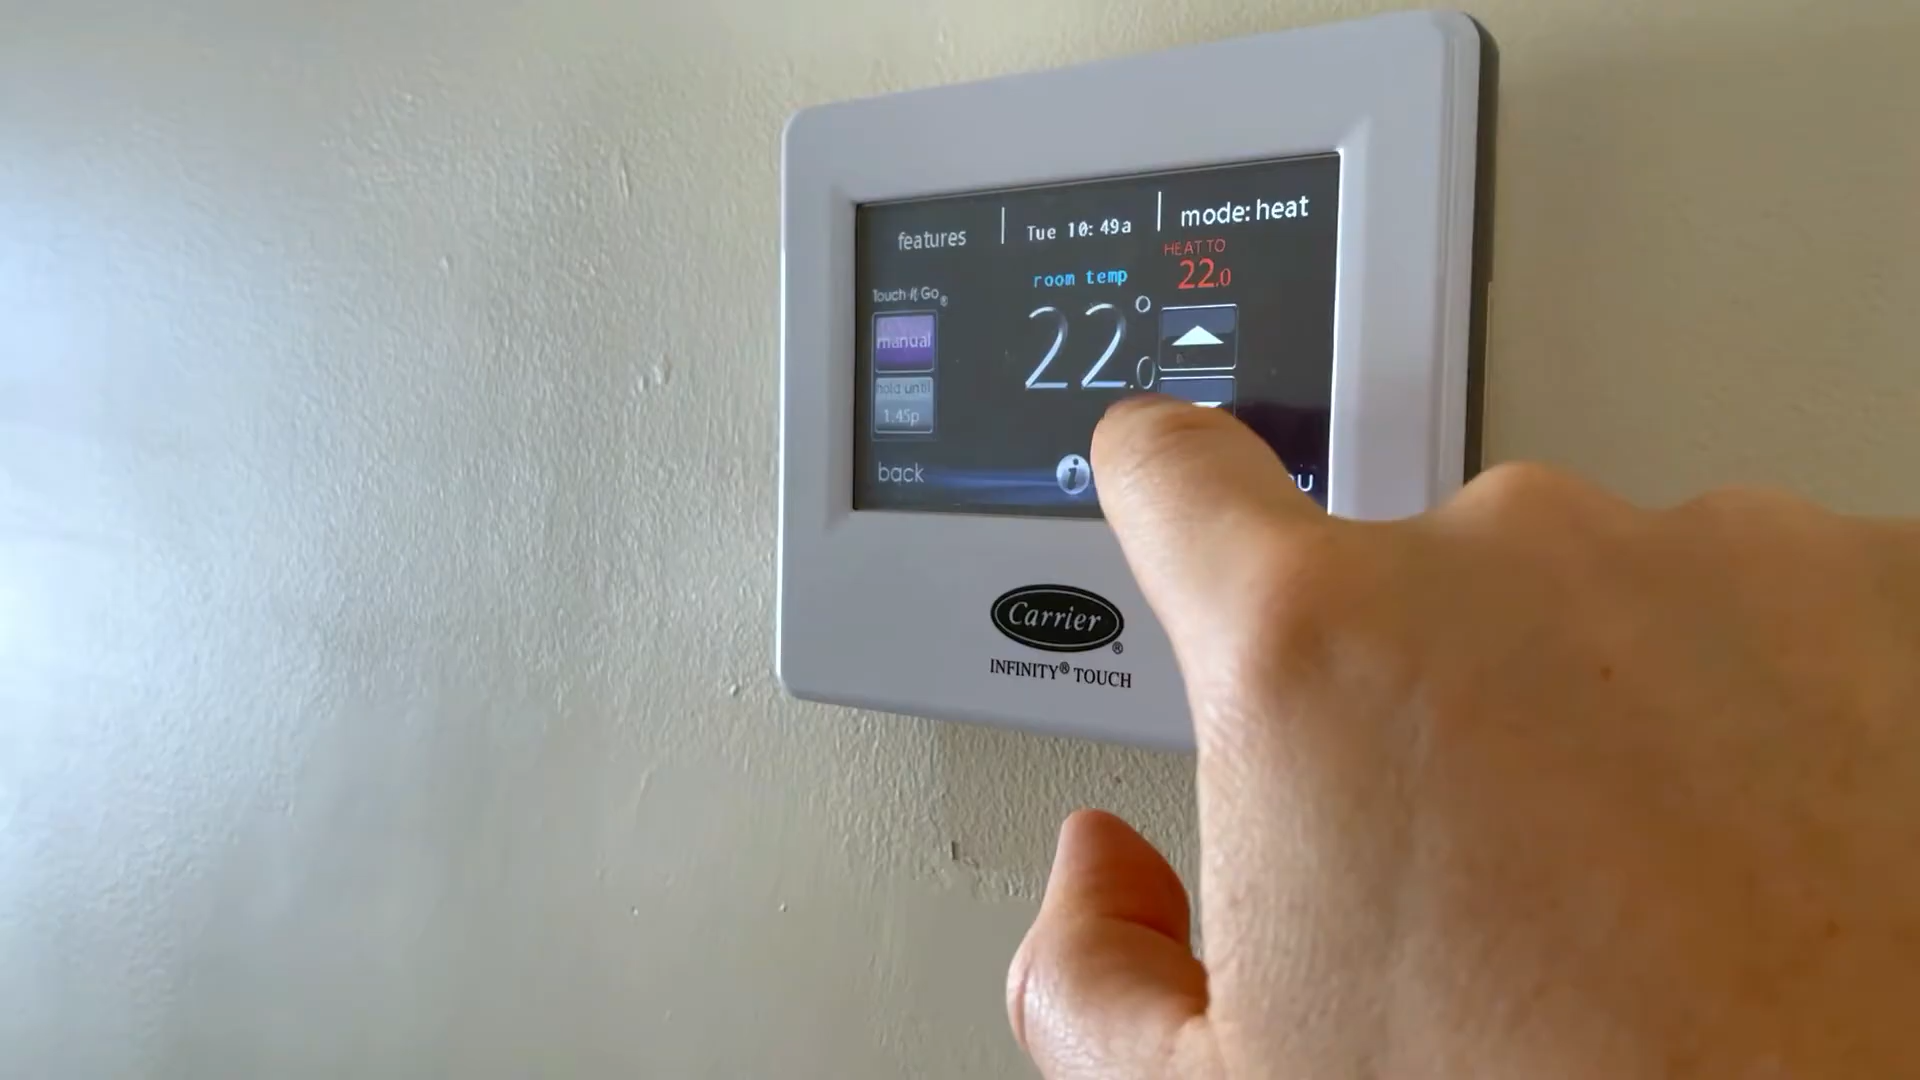 features
Tue 10:49a
mode: heat
HEAT TO
22.0
room temp
22.0°
Touch-N-Go®
manual
hold until
1:45p
back
i
Carrier®
INFINITY® TOUCH